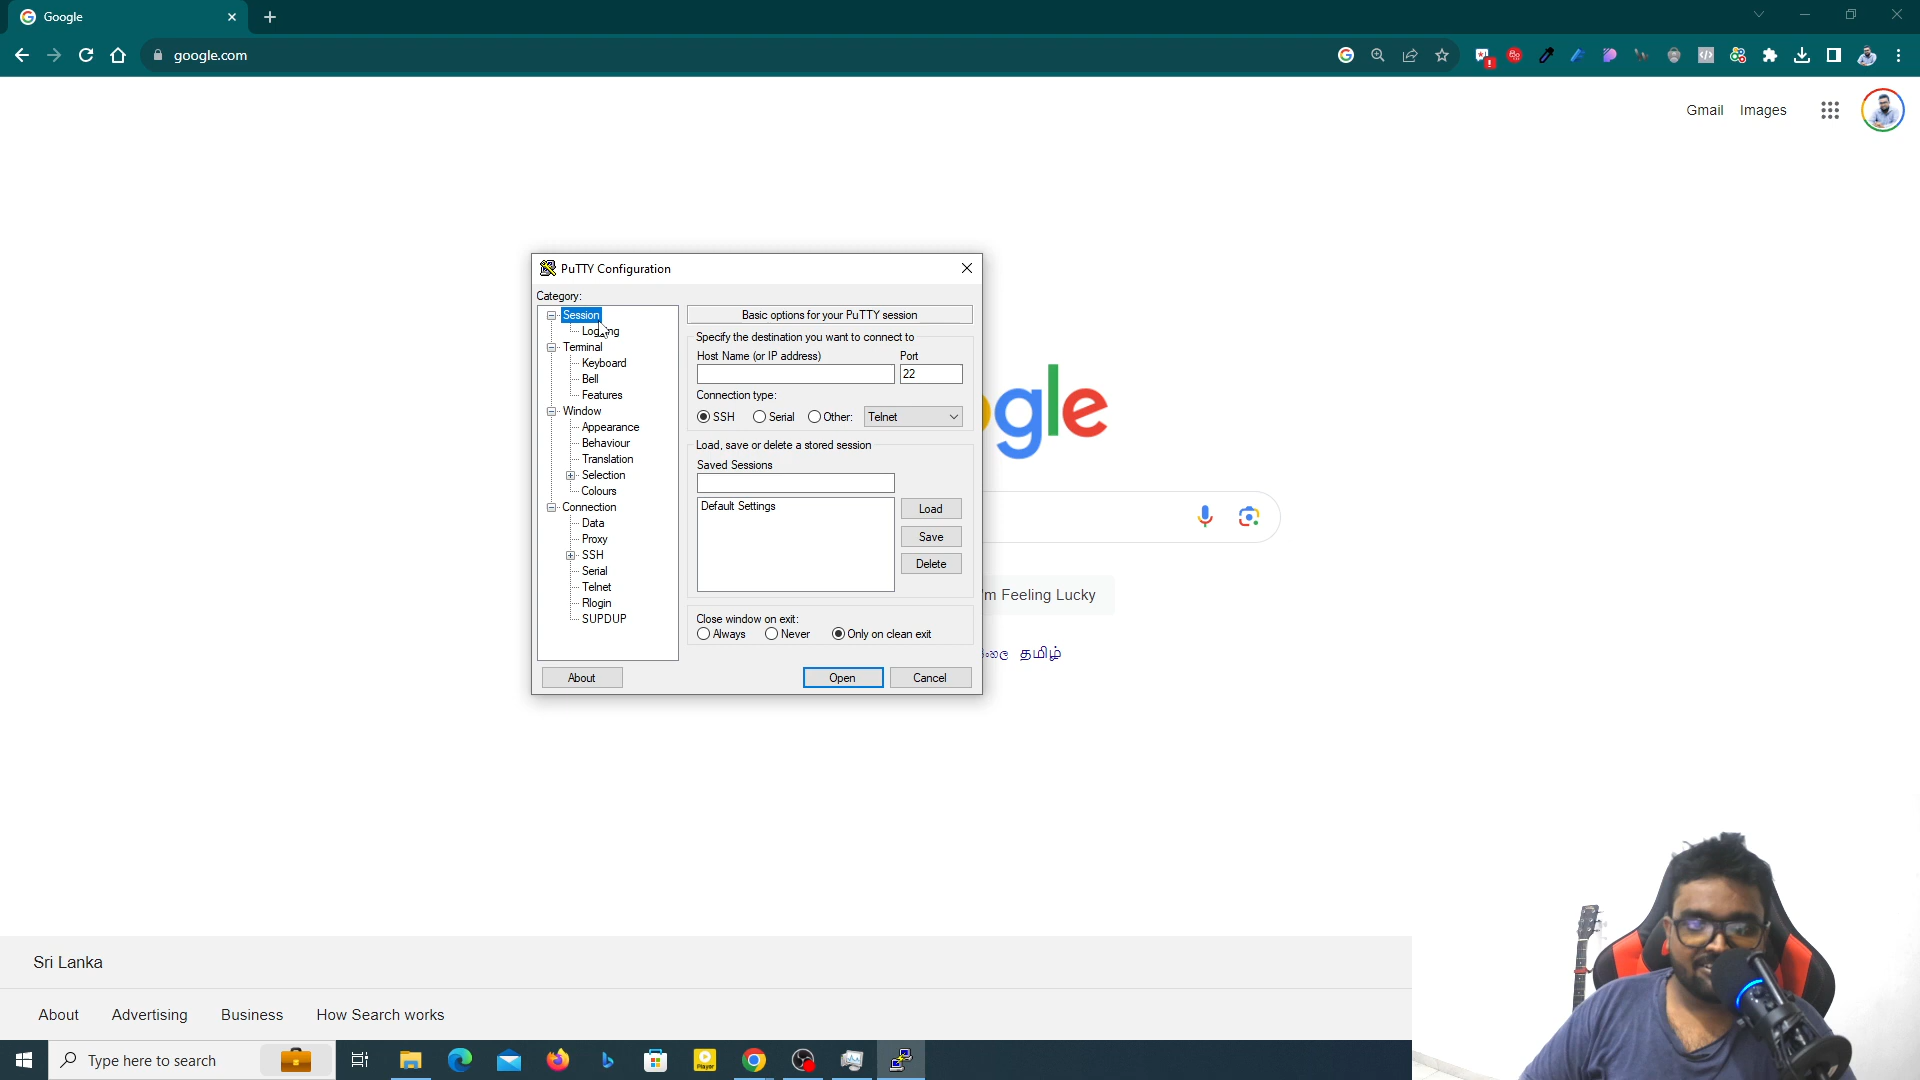 Google
google.com
Gmail Images
PuTTY Configuration
Category:
Session
Logging
Terminal
Keyboard
Bell
Features
Window
Appearance
Behaviour
Translation
Selection
Colours
Connection
Data
Proxy
SSH
Serial
Telnet
Rlogin
SUPDUP
Basic options for your PuTTY session
Specify the destination you want to connect to
Host Name (or IP address) Port
22
Connection type:
SSH Serial Other: Telnet
Load, save or delete a stored session
Saved Sessions
Default Settings
Load
Save
Delete
Close window on exit:
Always Never Only on clean exit
About Open Cancel
gle
'm Feeling Lucky
தமிழ்
Sri Lanka
About Advertising Business How Search works
Type here to search
Player